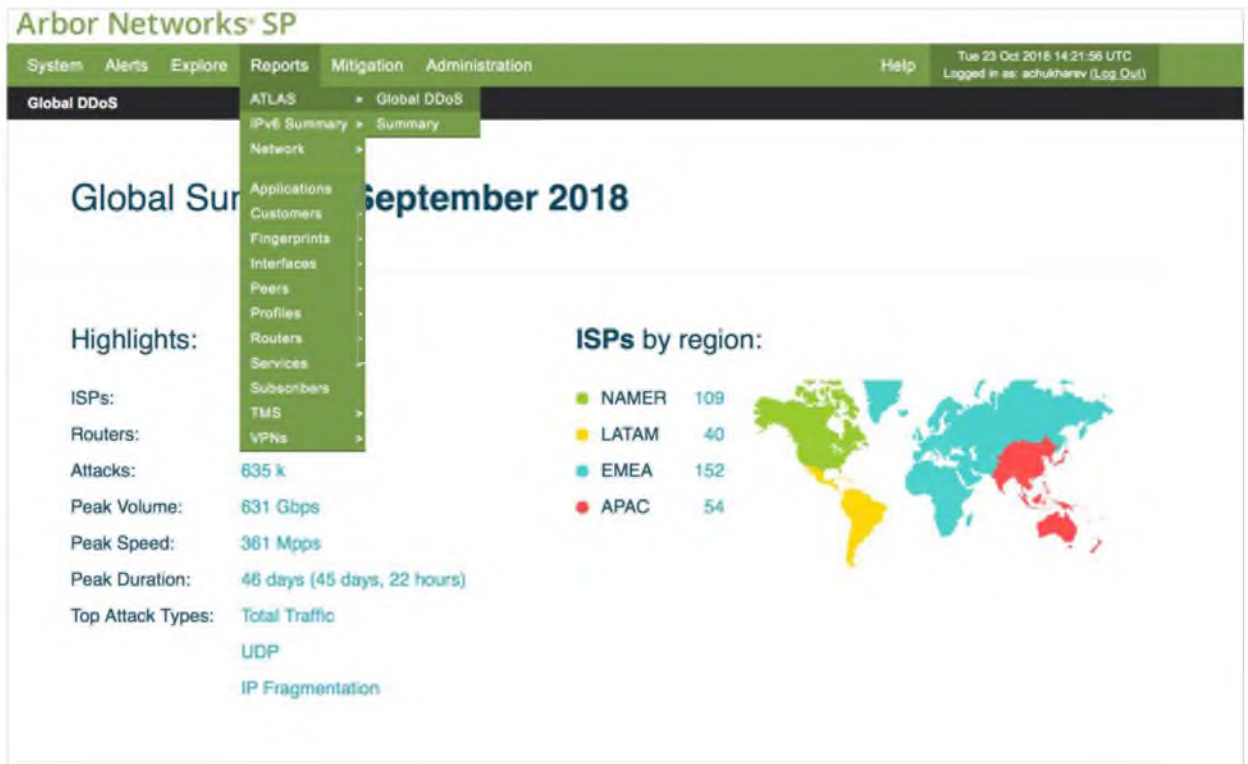 Arbor Networks® SP
System Alerts Explore Reports Mitigation Administration Help
Tue 23 Oct 2018 14:21:56 UTC
Logged in as: achukharev (Log Out)
Global DDoS
ATLAS » Global DDoS
IPv6 Summary » Summary
Network »
Applications
Customers
Fingerprints
Interfaces
Peers
Profiles
Routers
Services
Subscribers
TMS »
VPNs »
Global Sur September 2018
Highlights:
ISPs:
Routers:
Attacks: 635 k
Peak Volume: 631 Gbps
Peak Speed: 361 Mpps
Peak Duration: 46 days (45 days, 22 hours)
Top Attack Types: Total Traffic
UDP
IP Fragmentation
ISPs by region:
NAMER 109
LATAM 40
EMEA 152
APAC 54